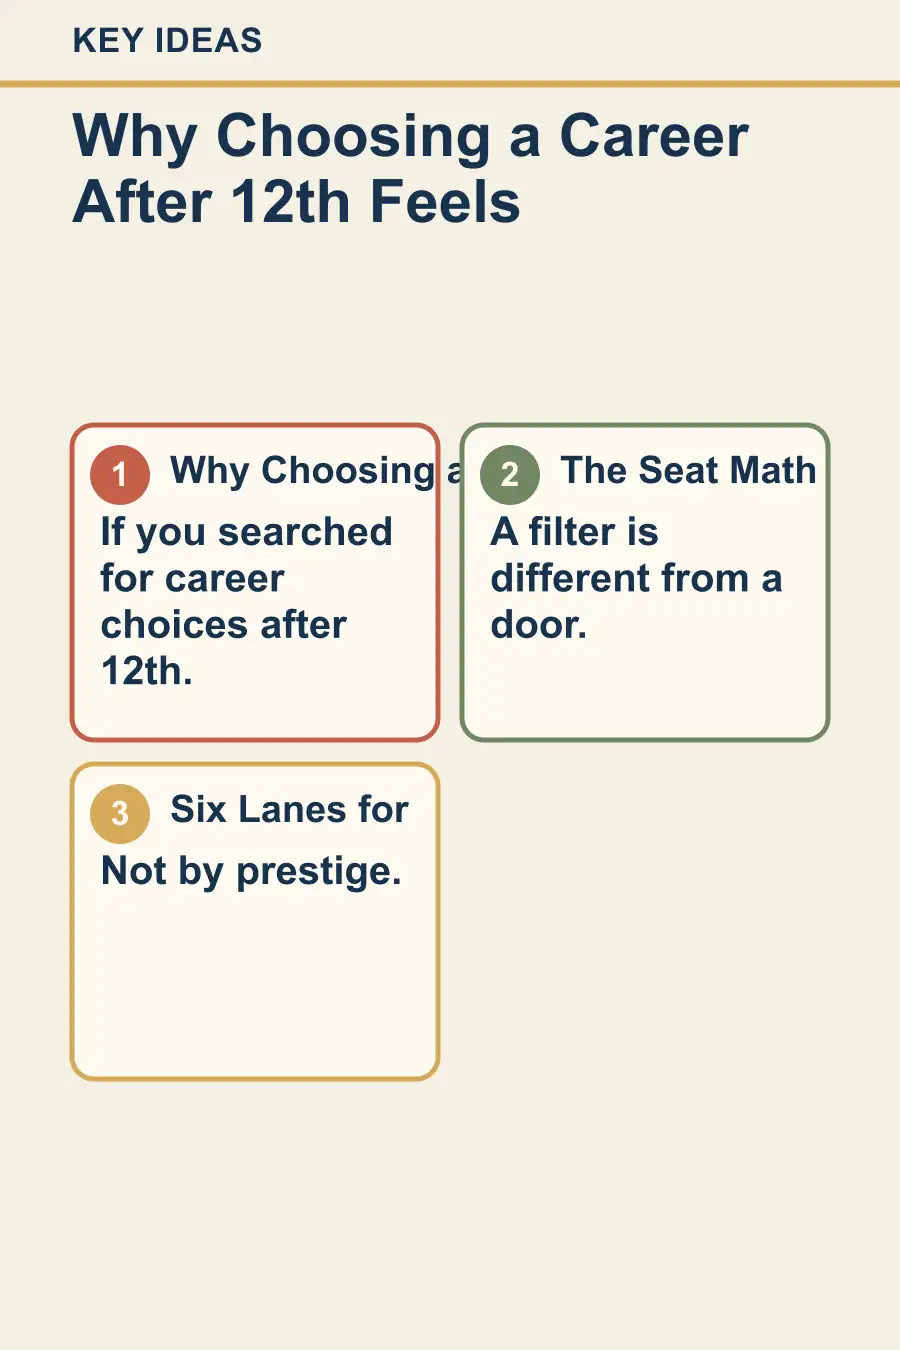 KEY IDEAS
Why Choosing a Career
After 12th Feels
1
Why Choosing a
If you searched
for career
choices after
12th.
2
The Seat Math
A filter is
different from a
door.
3
Six Lanes for
Not by prestige.